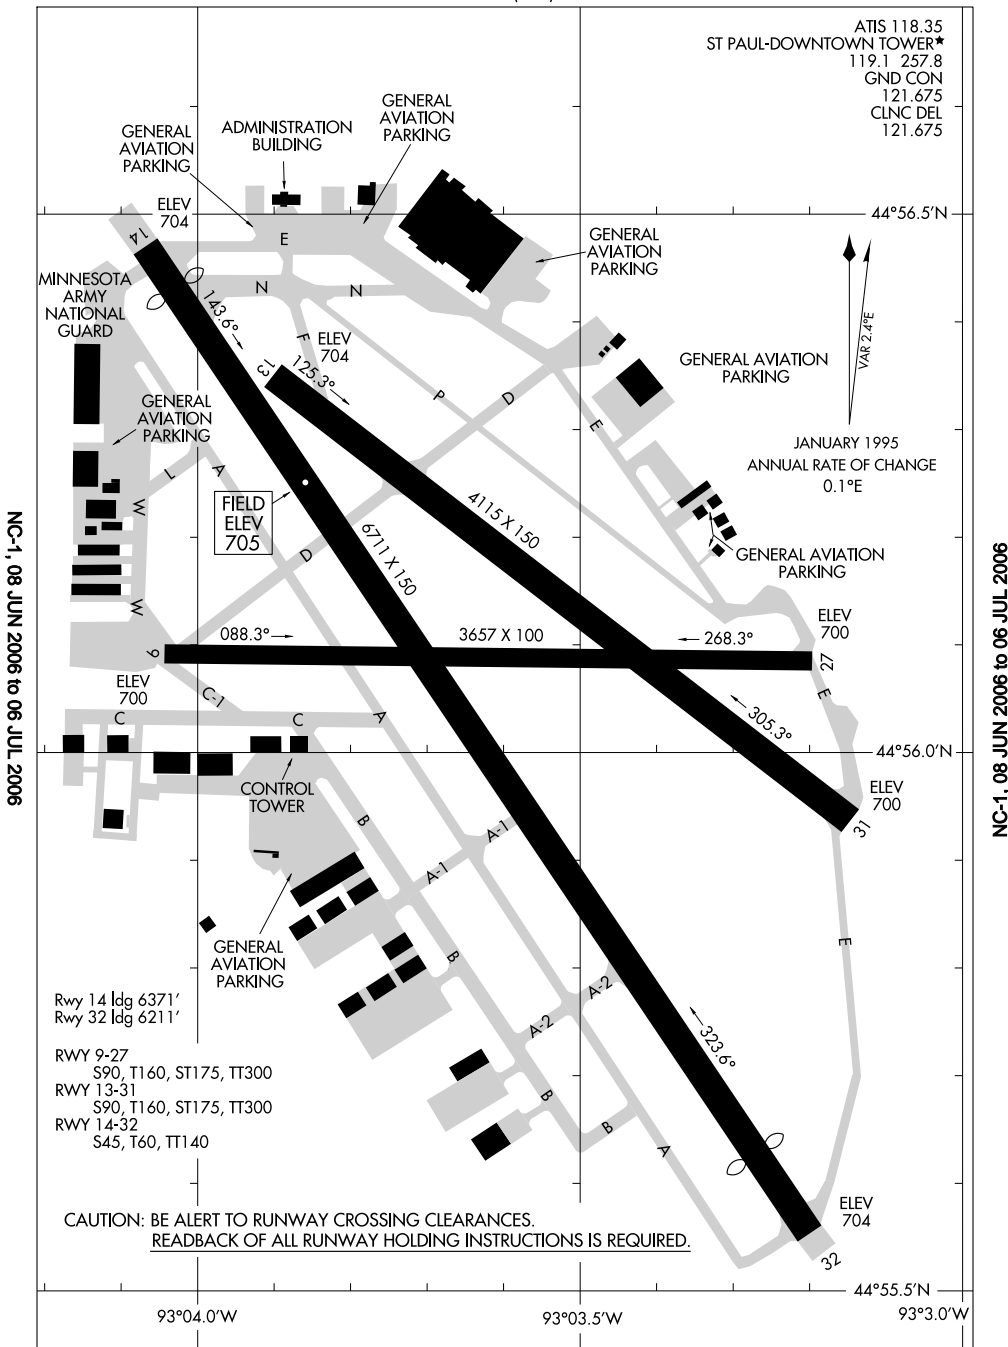 ATIS 118.35
ST PAUL-DOWNTOWN TOWER★
119.1 257.8
GND CON
121.675
CLNC DEL
121.675
GENERAL
AVIATION
PARKING
ADMINISTRATION
BUILDING
GENERAL
AVIATION
PARKING
ELEV
704
14
E
44°56.5'N
GENERAL
AVIATION
PARKING
MINNESOTA
ARMY
NATIONAL
GUARD
N
N
143.6°
VAR 2.4°E
F
ELEV
704
13
125.3°
GENERAL AVIATION
PARKING
P
D
E
GENERAL
AVIATION
PARKING
JANUARY 1995
ANNUAL RATE OF CHANGE
0.1°E
L
A
W
FIELD
ELEV
705
4115 X 150
6711 X 150
D
GENERAL AVIATION
PARKING
NC-1, 08 JUN 2006 to 06 JUL 2006
NC-1, 08 JUN 2006 to 06 JUL 2006
W
ELEV
700
9
088.3°
3657 X 100
268.3°
27
ELEV
700
C-1
E
C
C
A
305.3°
44°56.0'N
CONTROL
TOWER
ELEV
700
31
B
A-1
A-1
GENERAL
AVIATION
PARKING
B
E
A-2
A-2
Rwy 14 ldg 6371'
Rwy 32 ldg 6211'
323.6°
RWY 9-27
S90, T160, ST175, TT300
RWY 13-31
S90, T160, ST175, TT300
RWY 14-32
S45, T60, TT140
B
B
A
ELEV
704
CAUTION: BE ALERT TO RUNWAY CROSSING CLEARANCES.
READBACK OF ALL RUNWAY HOLDING INSTRUCTIONS IS REQUIRED.
32
44°55.5'N
93°04.0'W
93°03.5'W
93°3.0'W